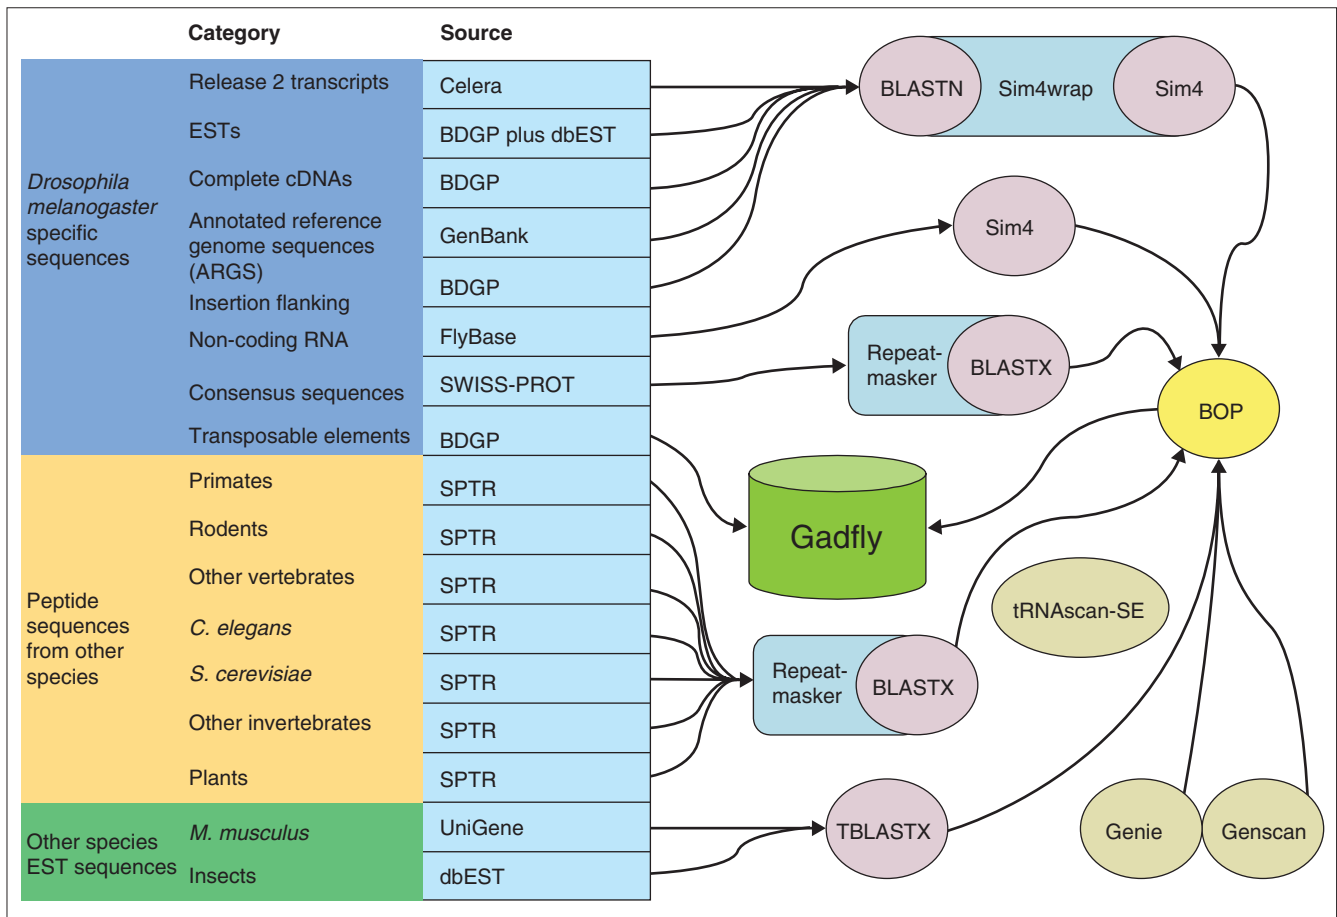 Category
Source
Drosophila
melanogaster
specific
sequences
Release 2 transcripts
Celera
ESTs
BDGP plus dbEST
Complete cDNAs
BDGP
Annotated reference
genome sequences
(ARGS)
GenBank
Insertion flanking
BDGP
Non-coding RNA
FlyBase
Consensus sequences
SWISS-PROT
Transposable elements
BDGP
Peptide
sequences
from other
species
Primates
SPTR
Rodents
SPTR
Other vertebrates
SPTR
C. elegans
SPTR
S. cerevisiae
SPTR
Other invertebrates
SPTR
Plants
SPTR
Other species
EST sequences
M. musculus
UniGene
Insects
dbEST
BLASTN
Sim4wrap
Sim4
Sim4
Repeat-
masker
BLASTX
BOP
Gadfly
tRNAscan-SE
Repeat-
masker
BLASTX
TBLASTX
Genie
Genscan